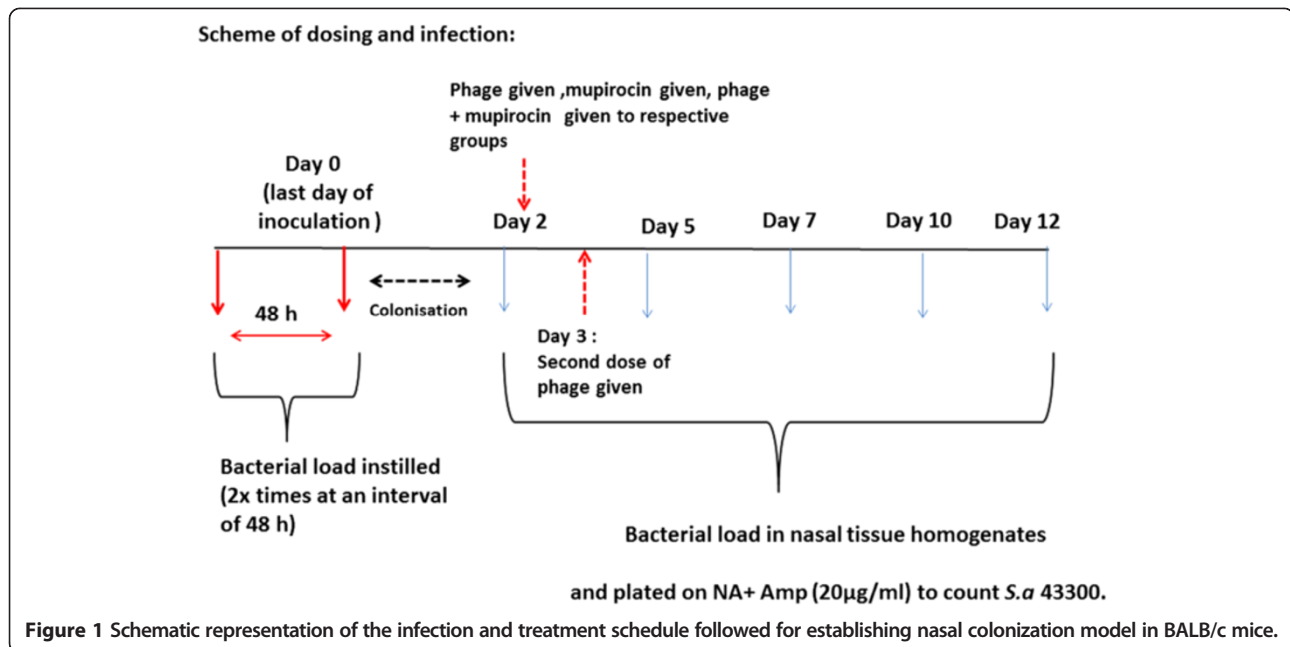 Scheme of dosing and infection:
Phage given ,mupirocin given, phage
+ mupirocin given to respective
groups
Day 0
(last day of
inoculation )
Day 2
Day 5
Day 7
Day 10
Day 12
48 h
Colonisation
Day 3 :
Second dose of
phage given
Bacterial load instilled
(2x times at an interval
of 48 h)
Bacterial load in nasal tissue homogenates
and plated on NA+ Amp (20µg/ml) to count S.a 43300.
Figure 1 Schematic representation of the infection and treatment schedule followed for establishing nasal colonization model in BALB/c mice.